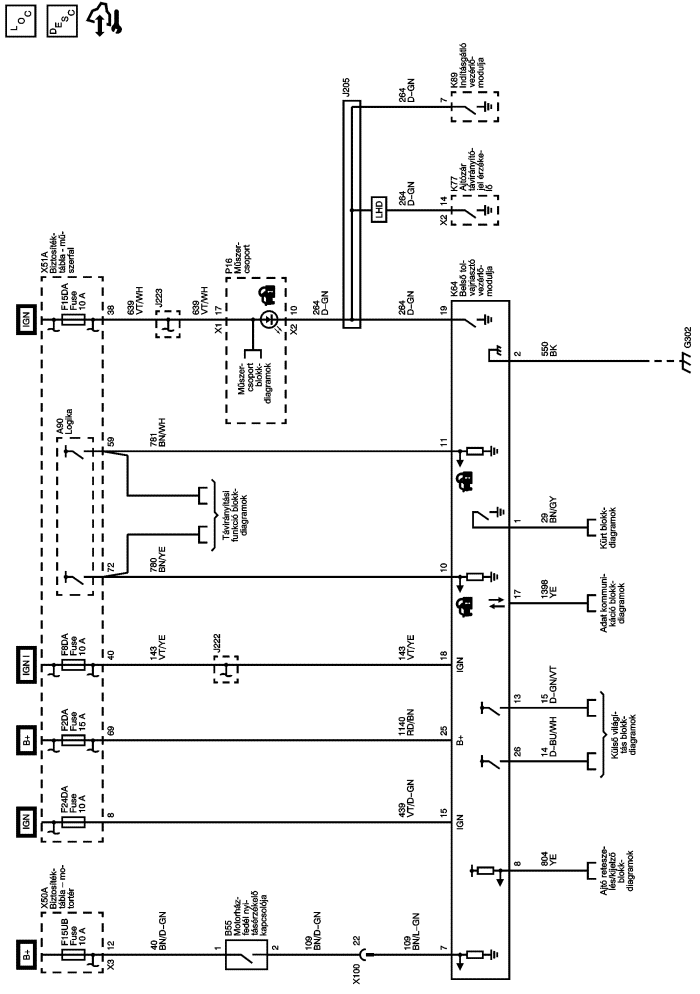 LOC
DESC
B+
X50A
Biztosíték-
tábla – mo-
tortér
F15UB
Fuse
10 A
12
X3
40
BN/D–GN
1
B55
Motorház-
fedél nyi-
tásérzékelő
kapcsolója
2
109
BN/D–GN
22
X100
109
BN/L–GN
7
IGN
F24DA
Fuse
10 A
8
439
VT/D–GN
15
IGN
B+
F2DA
Fuse
15 A
69
1140
RD/BN
25
B+
IGN I
F8DA
Fuse
10 A
40
143
VT/YE
J222
143
VT/YE
18
IGN
A90
Logika
72
780
BN/YE
10
59
781
BN/WH
11
Távirányítási
funkció blokk-
diagramok
IGN
X51A
Biztosíték-
tábla - mű-
szerfal
F15DA
Fuse
10 A
38
639
VT/WH
J223
639
VT/WH
17
X1
P16
Műszer-
csoport
Műszer-
csoport
blokk-
diagramok
10
X2
264
D–GN
J205
264
D–GN
19
K64
Belső tol-
vajriasztó
vezérlő-
modulja
LHD
264
D–GN
14
X2
K77
Ajtózár
távirányító-
jel érzéke-
lő
264
D–GN
7
K89
Indításgátló
vezérlő-
modulja
8
804
YE
Ajtó retesze-
lés/kijelző
blokk-
diagramok
26
14
D–BU/WH
13
15
D–GN/VT
Külső világí-
tás blokk-
diagramok
17
1398
YE
Adat kommuni-
káció blokk-
diagramok
1
29
BN/GY
Kürt blokk-
diagramok
2
550
BK
G302